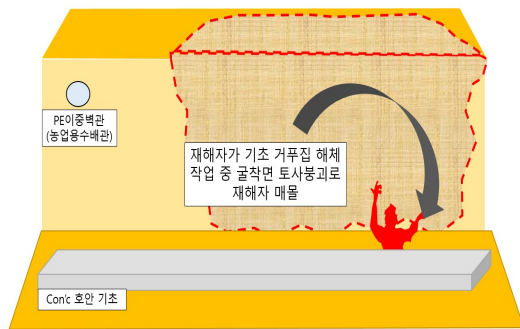 PE이중벽관
(농업용수배관)
재해자가 기초 거푸집 해체
작업 중 굴착면 토사붕괴로
재해자 매몰
Con'c 호안 기초